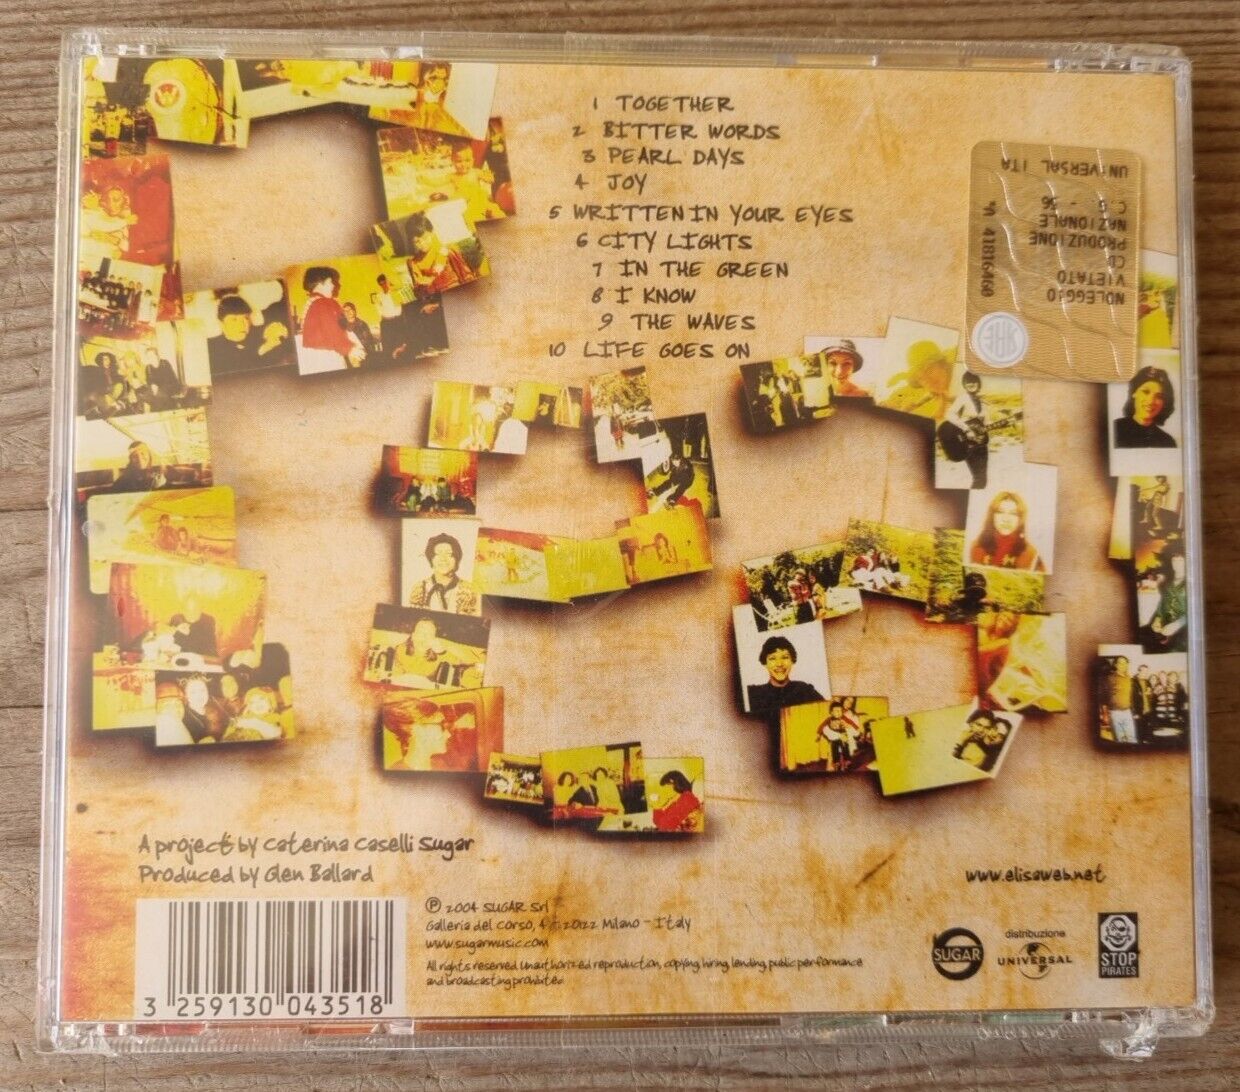 1 TOGETHER
2 BITTER WORDS
3 PEARL DAYS
4 JOY
5 WRITTEN IN YOUR EYES
6 CITY LIGHTS
7 IN THE GREEN
8 I KNOW
9 THE WAVES
10 LIFE GOES ON
NOLEGGIO
VIETATO
CD
PRODUZIONE
NAZIONALE
UNIVERSAL ITA
*A 41816460
A project by Caterina Caselli Sugar
Produced by Glen Ballard
www.elisaweb.net
3 259130 043518
℗ 2004 SUGAR Srl
Galleria del Corso, 4 - 20122 Milano - Italy
www.sugarmusic.com
All rights reserved. Unauthorized reproduction, copying, hiring, lending, public performance
and broadcasting prohibited.
SUGAR
distribuzione
UNIVERSAL
STOP
PIRATES